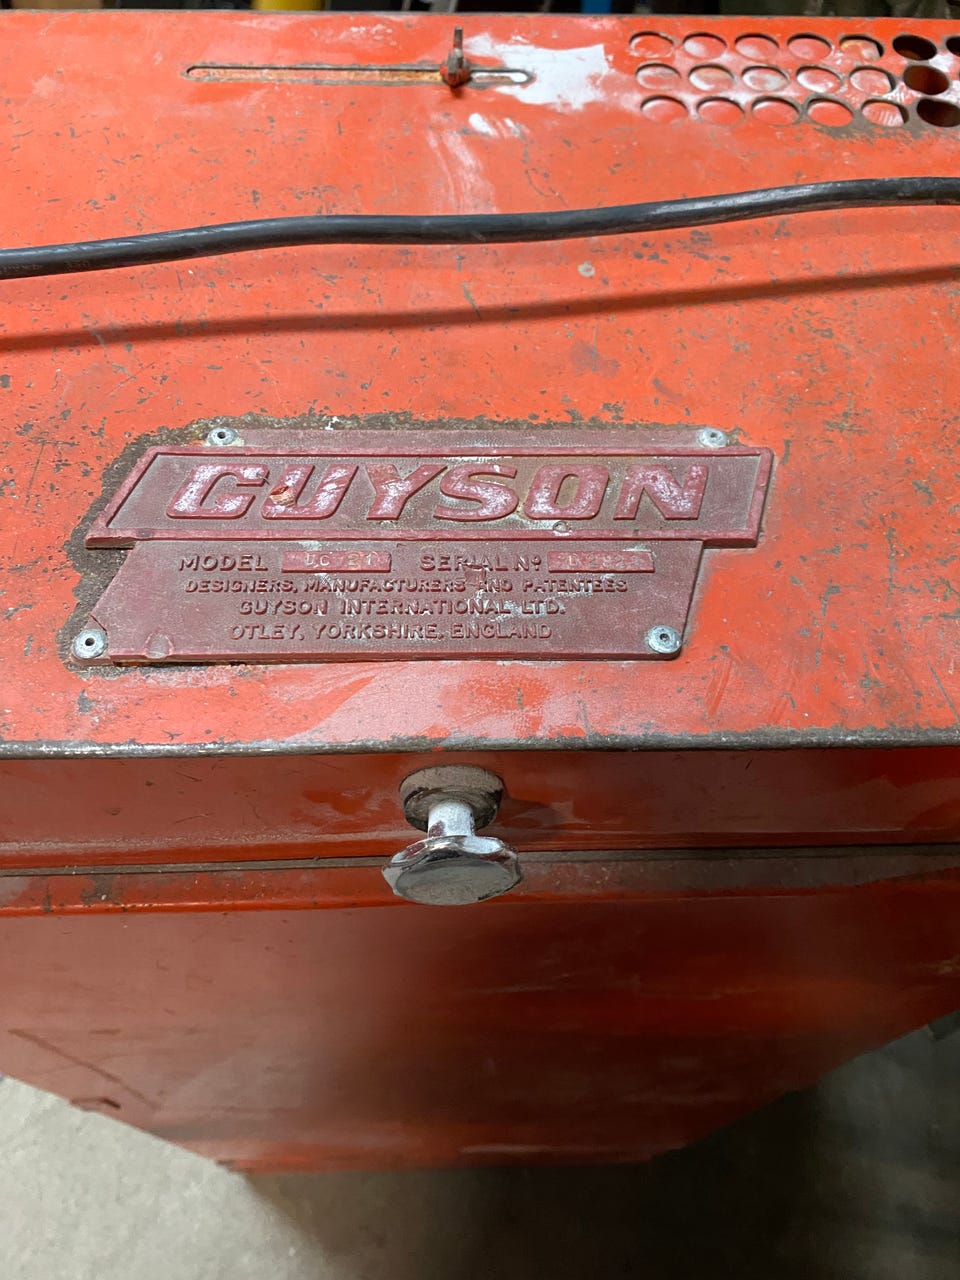 GUYSON
MODEL SERIAL Nº
DESIGNERS, MANUFACTURERS AND PATENTEES
GUYSON INTERNATIONAL LTD.
OTLEY, YORKSHIRE, ENGLAND